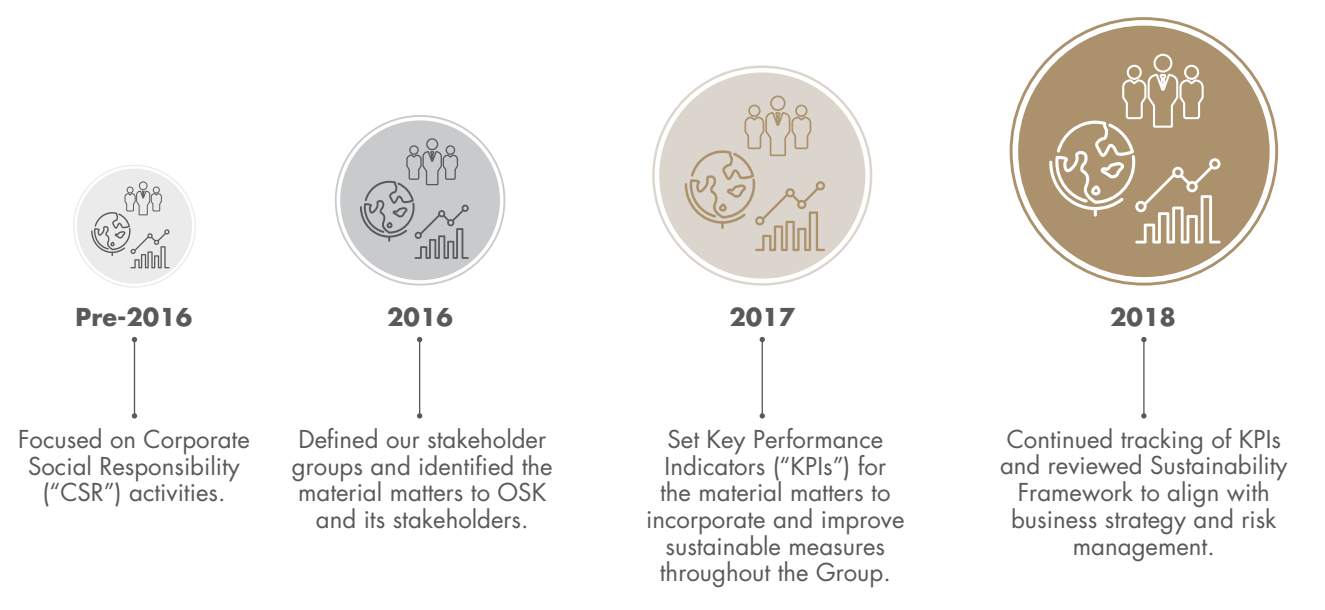 Pre-2016
Focused on Corporate
Social Responsibility
(“CSR”) activities.
2016
Defined our stakeholder
groups and identified the
material matters to OSK
and its stakeholders.
2017
Set Key Performance
Indicators (“KPIs”) for
the material matters to
incorporate and improve
sustainable measures
throughout the Group.
2018
Continued tracking of KPIs
and reviewed Sustainability
Framework to align with
business strategy and risk
management.